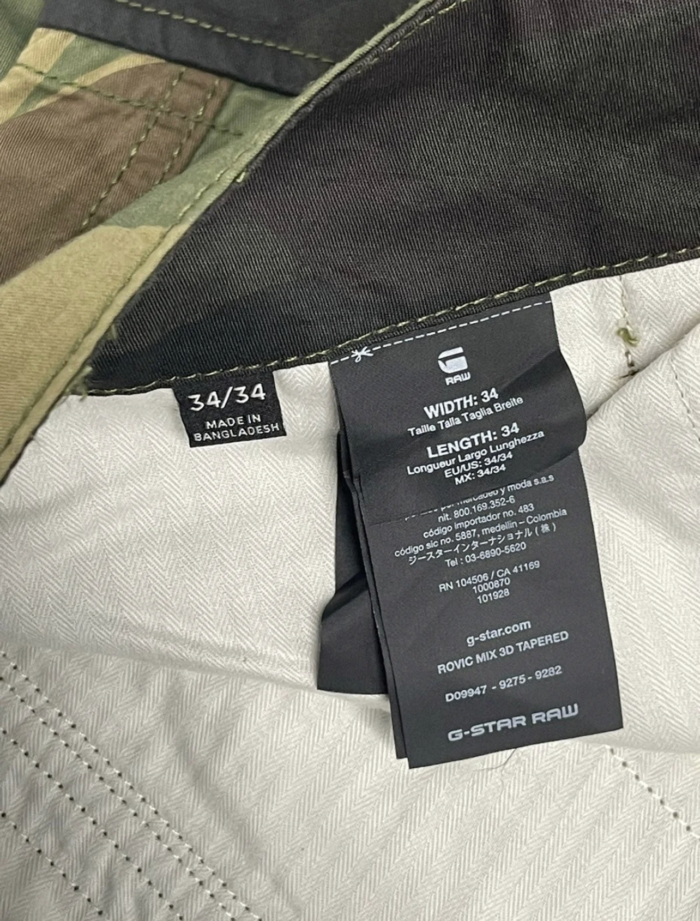 34/34
MADE IN
BANGLADESH
G
RAW
WIDTH: 34
Taille Talla Taglia Breite
LENGTH: 34
Longueur Largo Lunghezza
EU/US: 34/34
MX: 34/34
por mercadeo y moda s.a.s
nit. 800.169.352-6
código importador no. 483
código sic no. 5887, medellin - Colombia
ジースターインターナショナル ( 株 )
Tel : 03-6890-5620
RN 104506 / CA 41169
1000870
101928
g-star.com
ROVIC MIX 3D TAPERED
D09947 - 9275 - 9282
G-STAR RAW